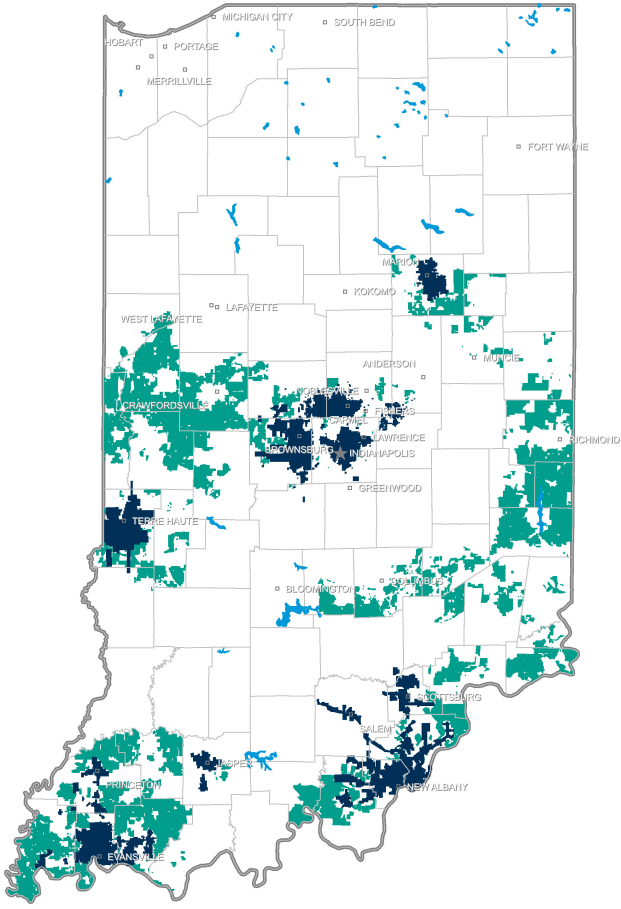 MICHIGAN CITY
SOUTH BEND
HOBART
PORTAGE
MERRILLVILLE
FORT WAYNE
MARION
KOKOMO
LAFAYETTE
WEST LAFAYETTE
MUNCIE
ANDERSON
NOBLESVILLE
CRAWFORDSVILLE
FISHERS
CARMEL
LAWRENCE
RICHMOND
BROWNSBURG
INDIANAPOLIS
GREENWOOD
TERRE HAUTE
COLUMBUS
BLOOMINGTON
SCOTTSBURG
SALEM
JASPER
PRINCETON
NEW ALBANY
EVANSVILLE